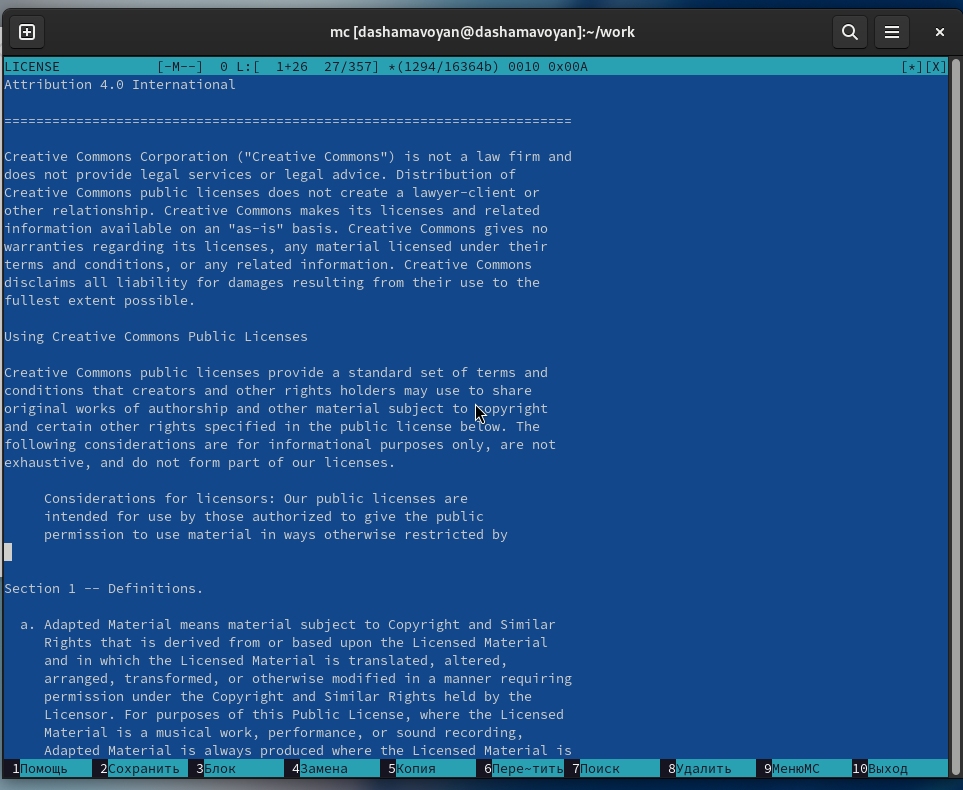 mc [dashamavoyan@dashamavoyan]:~/work
LICENSE [-M--] 0 L:[ 1+26 27/357] *(1294/16364b) 0010 0x00A [*][X]
Attribution 4.0 International
=======================================================================
Creative Commons Corporation ("Creative Commons") is not a law firm and
does not provide legal services or legal advice. Distribution of
Creative Commons public licenses does not create a lawyer-client or
other relationship. Creative Commons makes its licenses and related
information available on an "as-is" basis. Creative Commons gives no
warranties regarding its licenses, any material licensed under their
terms and conditions, or any related information. Creative Commons
disclaims all liability for damages resulting from their use to the
fullest extent possible.
Using Creative Commons Public Licenses
Creative Commons public licenses provide a standard set of terms and
conditions that creators and other rights holders may use to share
original works of authorship and other material subject to copyright
and certain other rights specified in the public license below. The
following considerations are for informational purposes only, are not
exhaustive, and do not form part of our licenses.
Considerations for licensors: Our public licenses are
intended for use by those authorized to give the public
permission to use material in ways otherwise restricted by
Section 1 -- Definitions.
a. Adapted Material means material subject to Copyright and Similar
Rights that is derived from or based upon the Licensed Material
and in which the Licensed Material is translated, altered,
arranged, transformed, or otherwise modified in a manner requiring
permission under the Copyright and Similar Rights held by the
Licensor. For purposes of this Public License, where the Licensed
Material is a musical work, performance, or sound recording,
Adapted Material is always produced where the Licensed Material is
1Помощь 2Сохранить 3Блок 4Замена 5Копия 6Пере~тить 7Поиск 8Удалить 9МенюMC 10Выход